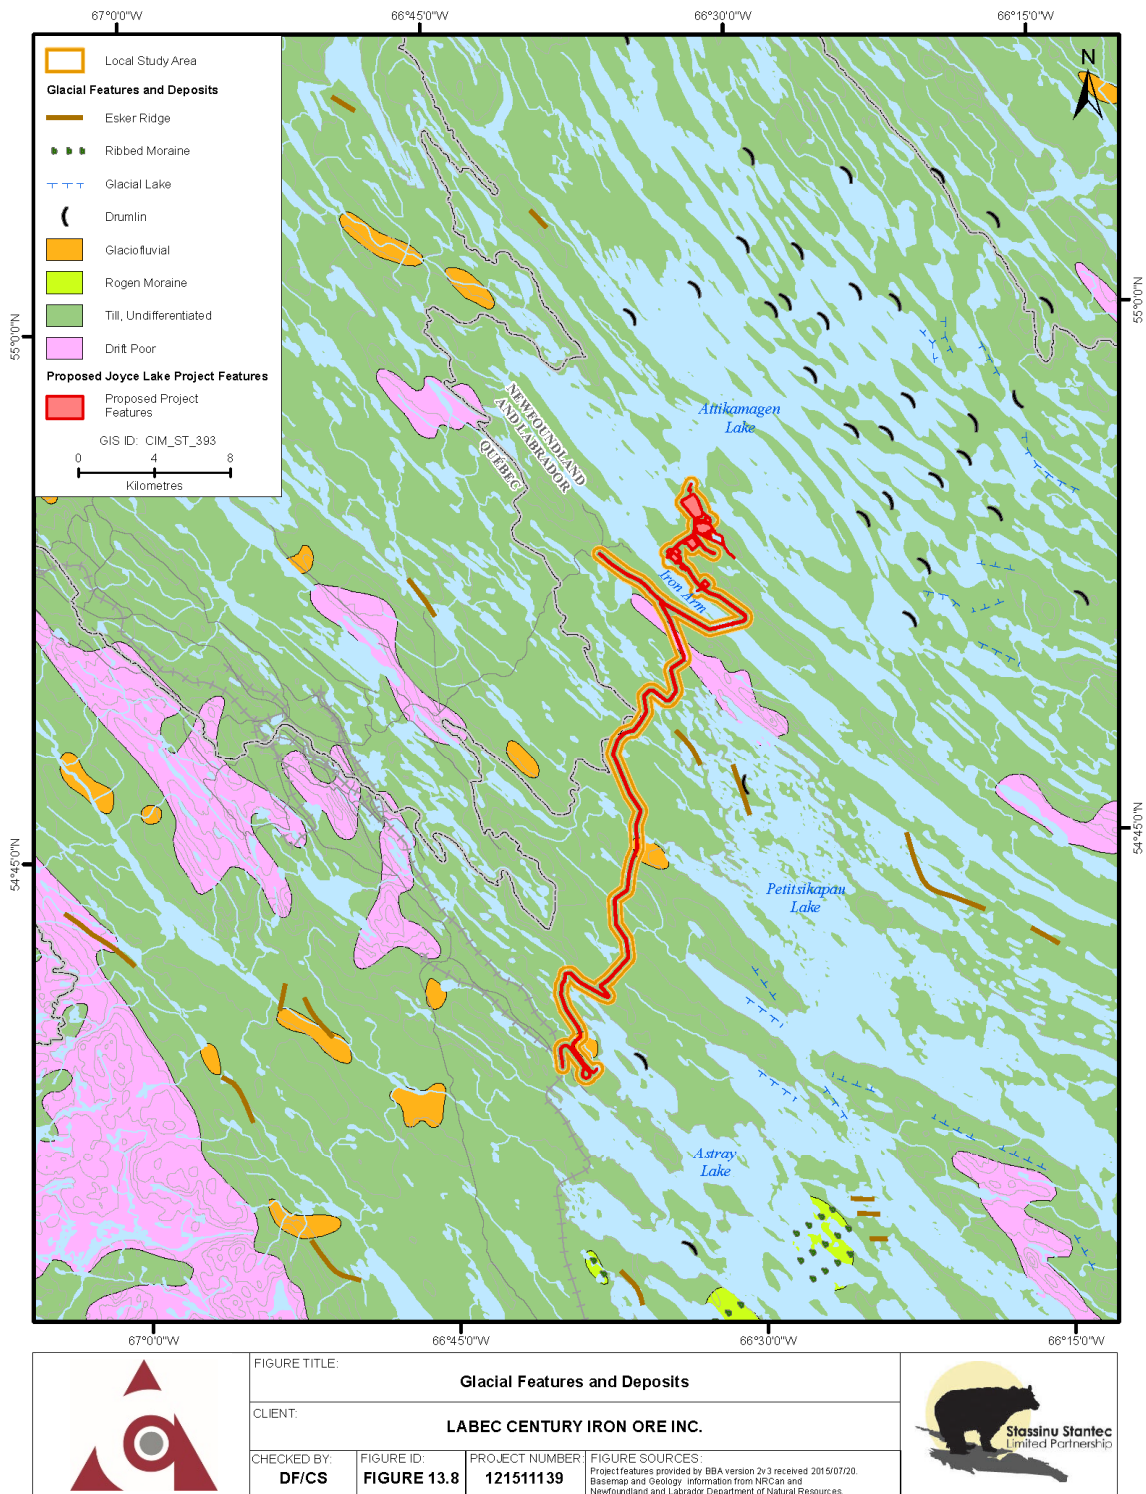 67°0'0"W
66°45'0"W
66°30'0"W
66°15'0"W
Local Study Area
Glacial Features and Deposits
Esker Ridge
Ribbed Moraine
Glacial Lake
Drumlin
Glaciofluvial
Rogen Moraine
Till, Undifferentiated
Drift Poor
Proposed Joyce Lake Project Features
Proposed Project
Features
GIS ID: CIM_ST_393
0 4 8
Kilometres
N
55°0'0"N
55°0'0"N
NEWFOUNDLAND
AND LABRADOR
QUÉBEC
Attikamagen
Lake
Iron Arm
54°45'0"N
54°45'0"N
Petitsikapau
Lake
Astray
Lake
67°0'0"W
66°45'0"W
66°30'0"W
66°15'0"W
FIGURE TITLE:
Glacial Features and Deposits
CLIENT:
LABEC CENTURY IRON ORE INC.
CHECKED BY:
DF/CS
FIGURE ID:
FIGURE 13.8
PROJECT NUMBER:
121511139
FIGURE SOURCES:
Project features provided by BBA version 2v3 received 2015/07/20.
Basemap and Geology information from NRCan and
Newfoundland and Labrador Department of Natural Resources.
Stassinu Stantec
Limited Partnership